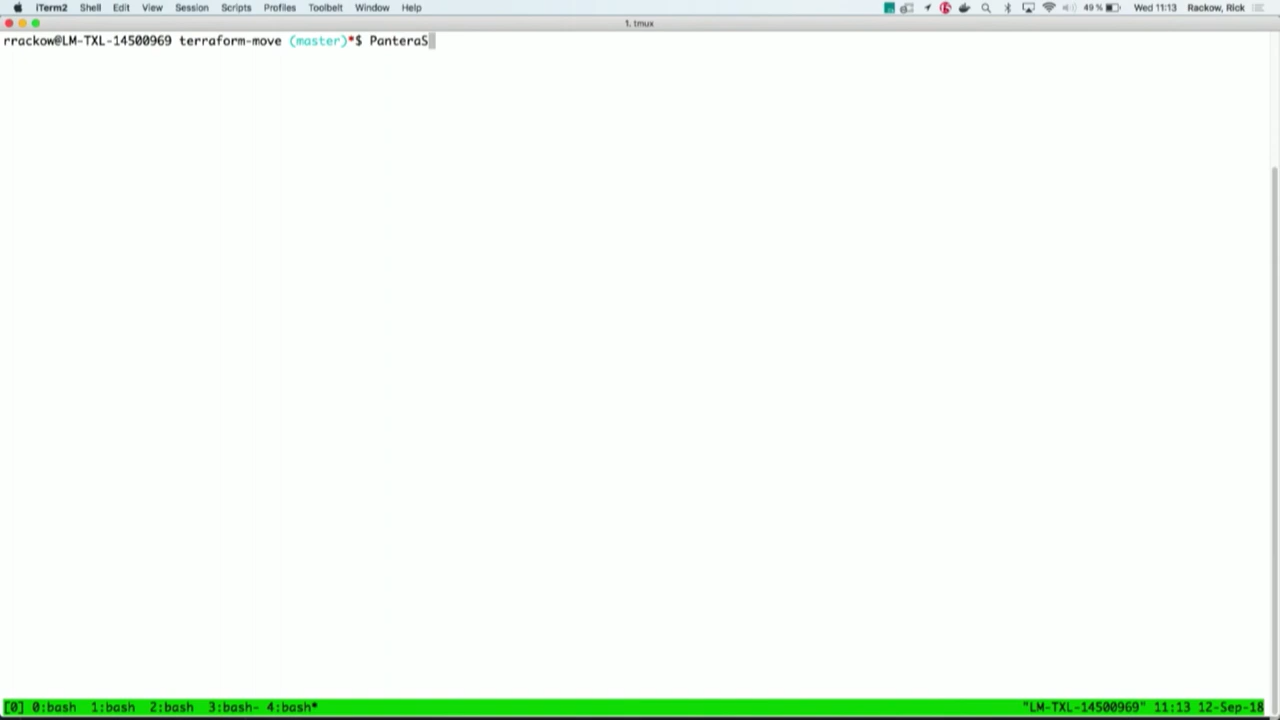 iTerm2 Shell Edit View Session Scripts Profiles Toolbelt Window Help 49 % Wed 11:13 Rackow, Rick
1. tmux
rrackow@LM-TXL-14500969 terraform-move (master)*$ PanteraS
[0] 0:bash 1:bash 2:bash 3:bash- 4:bash* "LM-TXL-14500969" 11:13 12-Sep-18